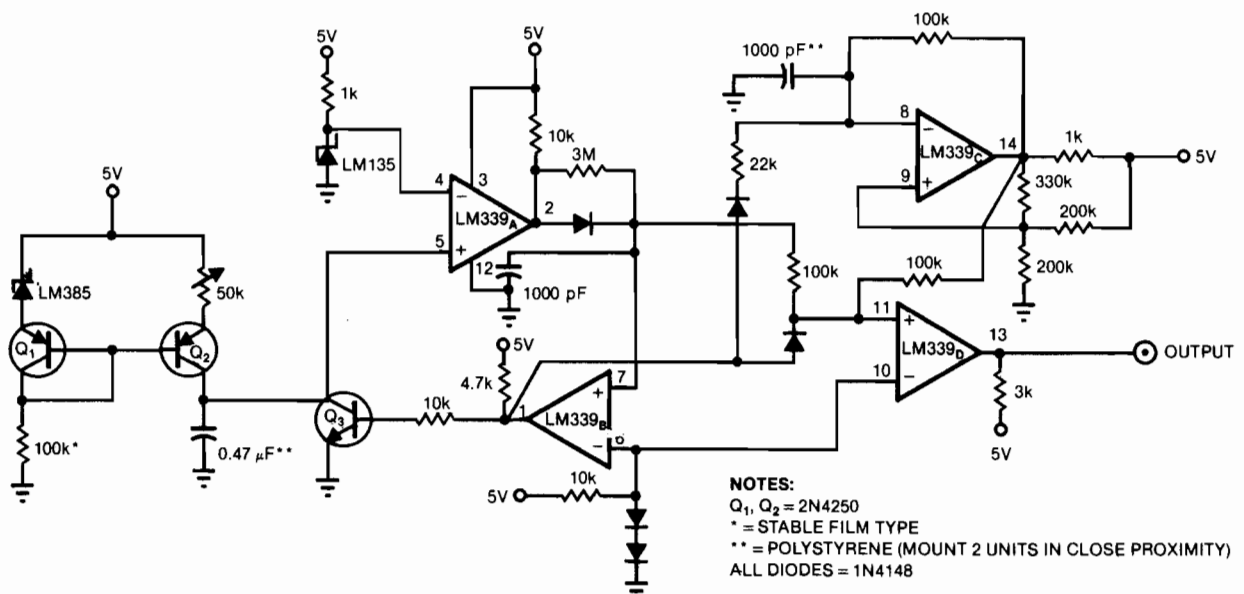 5V
1k
LM135
4
5
3
LM339A
12
2
5V
10k
3M
1000 pF
5V
LM385
50k
Q1
Q2
100k*
0.47 µF**
Q3
10k
5V
4.7k
1
7
LM339B
6
5V
10k
1000 pF**
100k
22k
8
9
LM339C
14
1k
5V
330k
200k
200k
100k
100k
11
10
LM339D
13
OUTPUT
3k
5V
NOTES:
Q1, Q2 = 2N4250
* = STABLE FILM TYPE
** = POLYSTYRENE (MOUNT 2 UNITS IN CLOSE PROXIMITY)
ALL DIODES = 1N4148